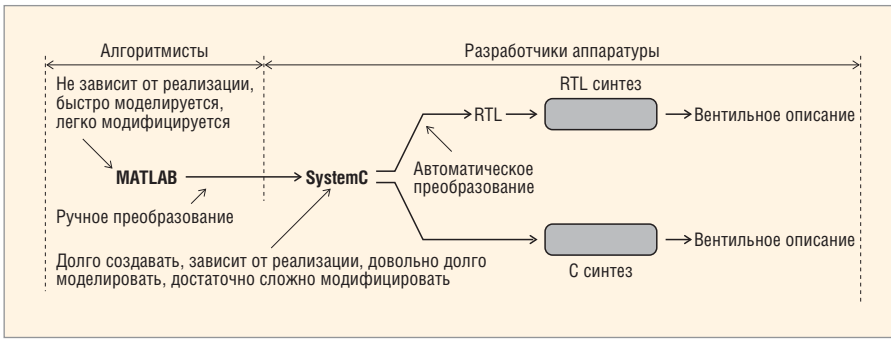 Алгоритмисты
Разработчики аппаратуры
Не зависит от реализации,
быстро моделируется,
легко модифицируется
RTL синтез
RTL
Вентильное описание
MATLAB
SystemC
Автоматическое
преобразование
Ручное преобразование
Вентильное описание
Долго создавать, зависит от реализации, довольно долго
моделировать, достаточно сложно модифицировать
С синтез